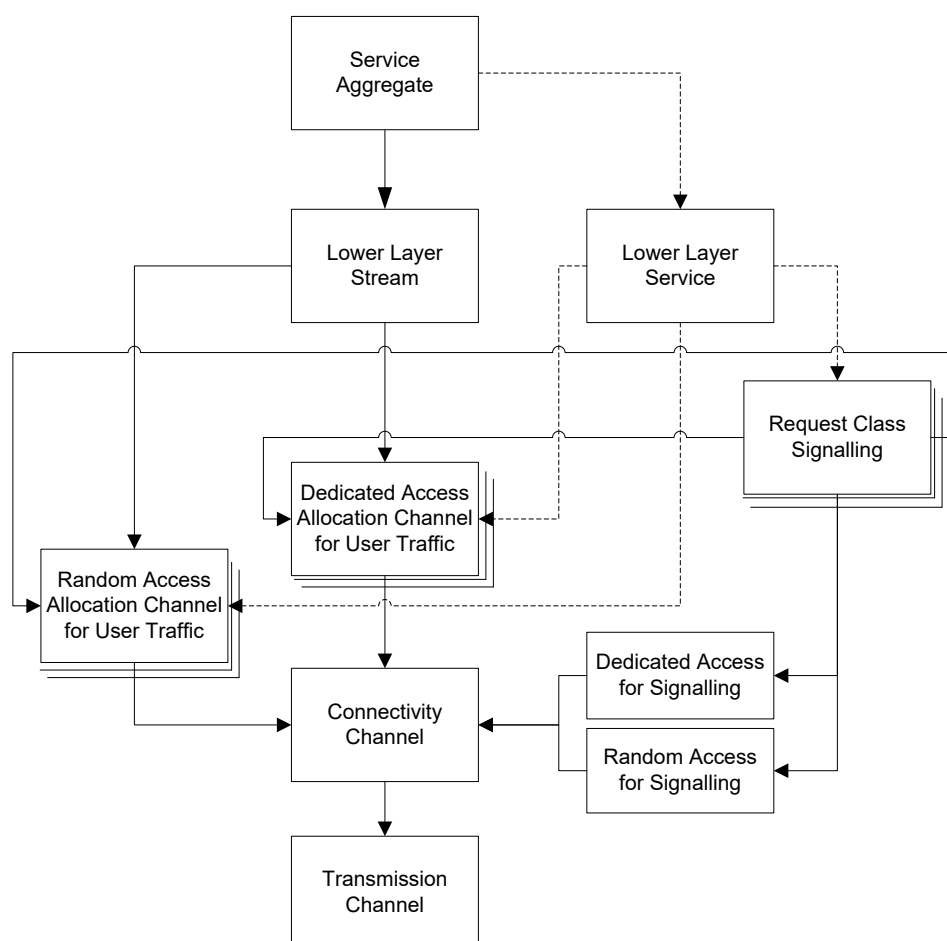 Service
Aggregate
Lower Layer
Stream
Lower Layer
Service
Request Class
Signalling
Dedicated Access
Allocation Channel
for User Traffic
Random Access
Allocation Channel
for User Traffic
Dedicated Access
for Signalling
Connectivity
Channel
Random Access
for Signalling
Transmission
Channel